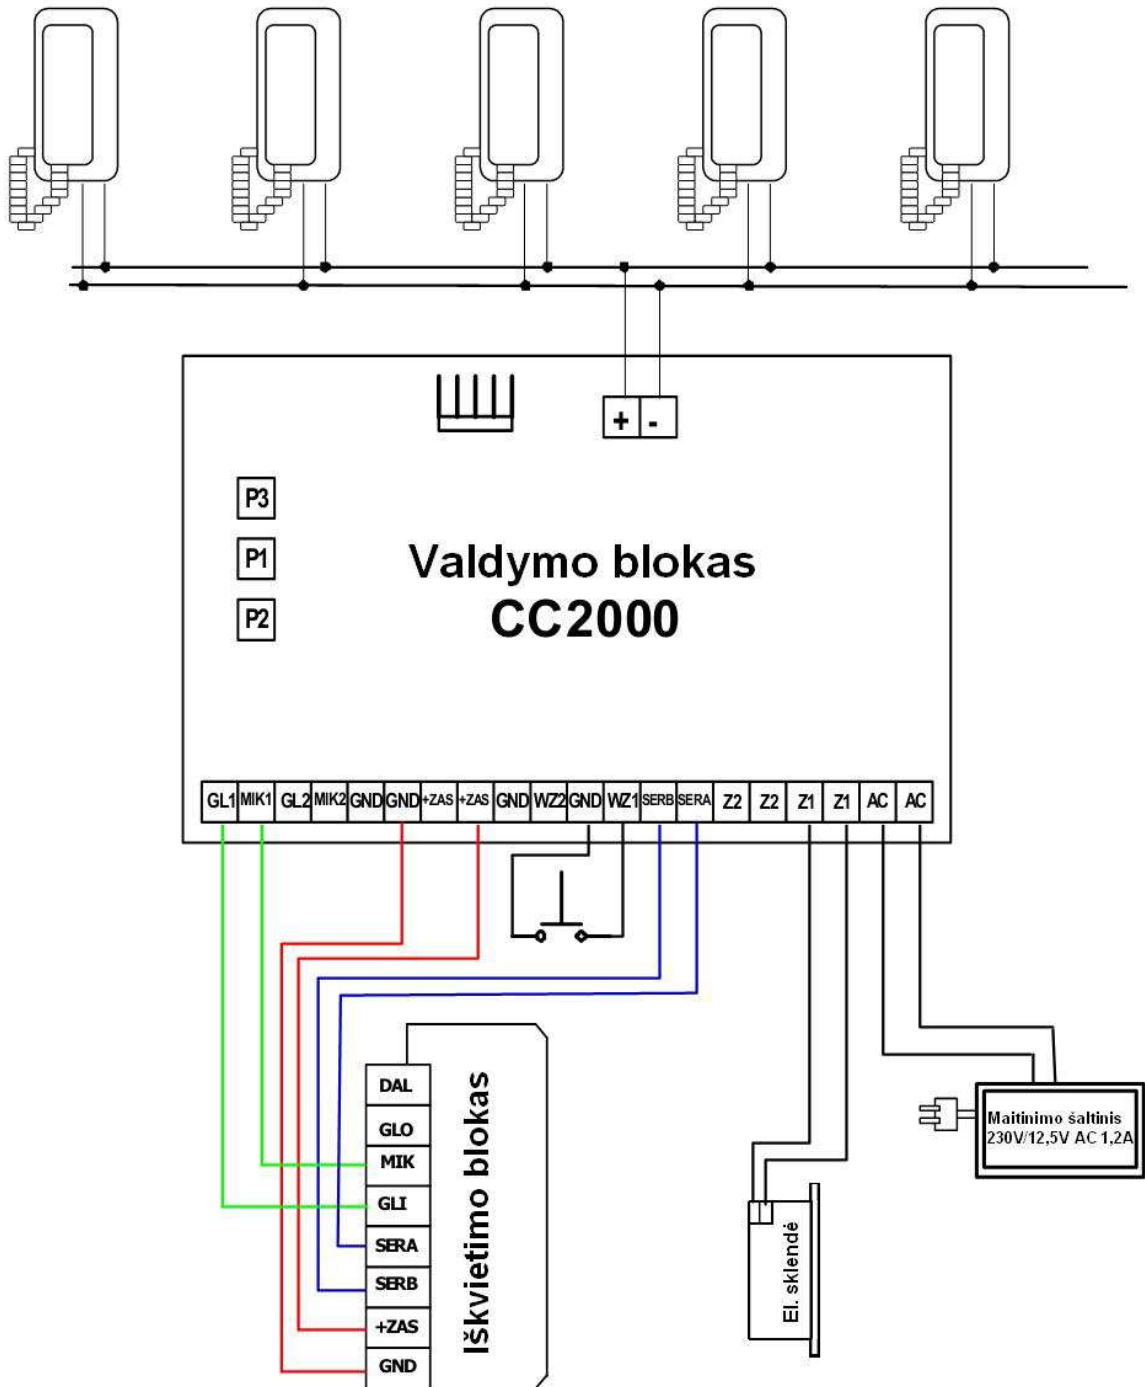 + -
P3
P1
P2
Valdymo blokas
CC2000
GL1 MIK1 GL2 MIK2 GND GND +ZAS +ZAS GND WZ2 GND WZ1 SERB SERA Z2 Z2 Z1 Z1 AC AC
DAL
GLO
MIK
GLI
SERA
SERB
+ZAS
GND
Iškvietimo blokas
El. sklendė
Maitinimo šaltinis
230V/12,5V AC 1,2A